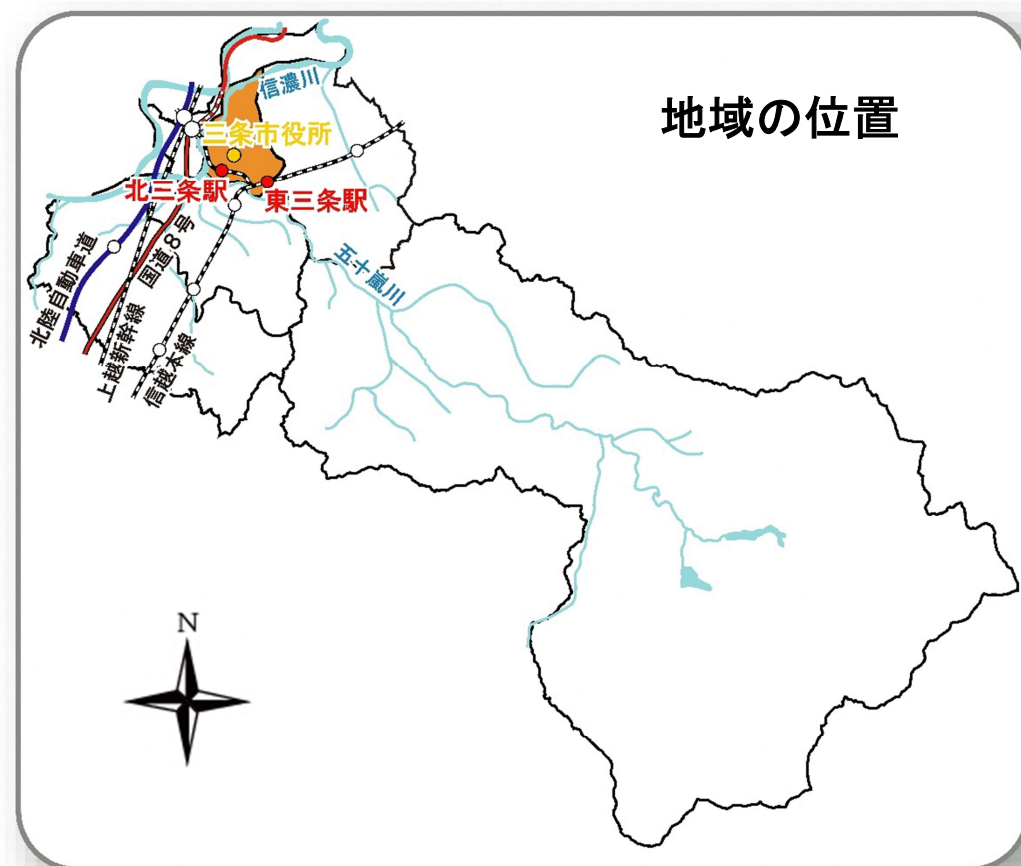 地域の位置
信濃川
三条市役所
北三条駅
東三条駅
五十嵐川
北陸自動車道
国道8号
上越新幹線
信越本線
N